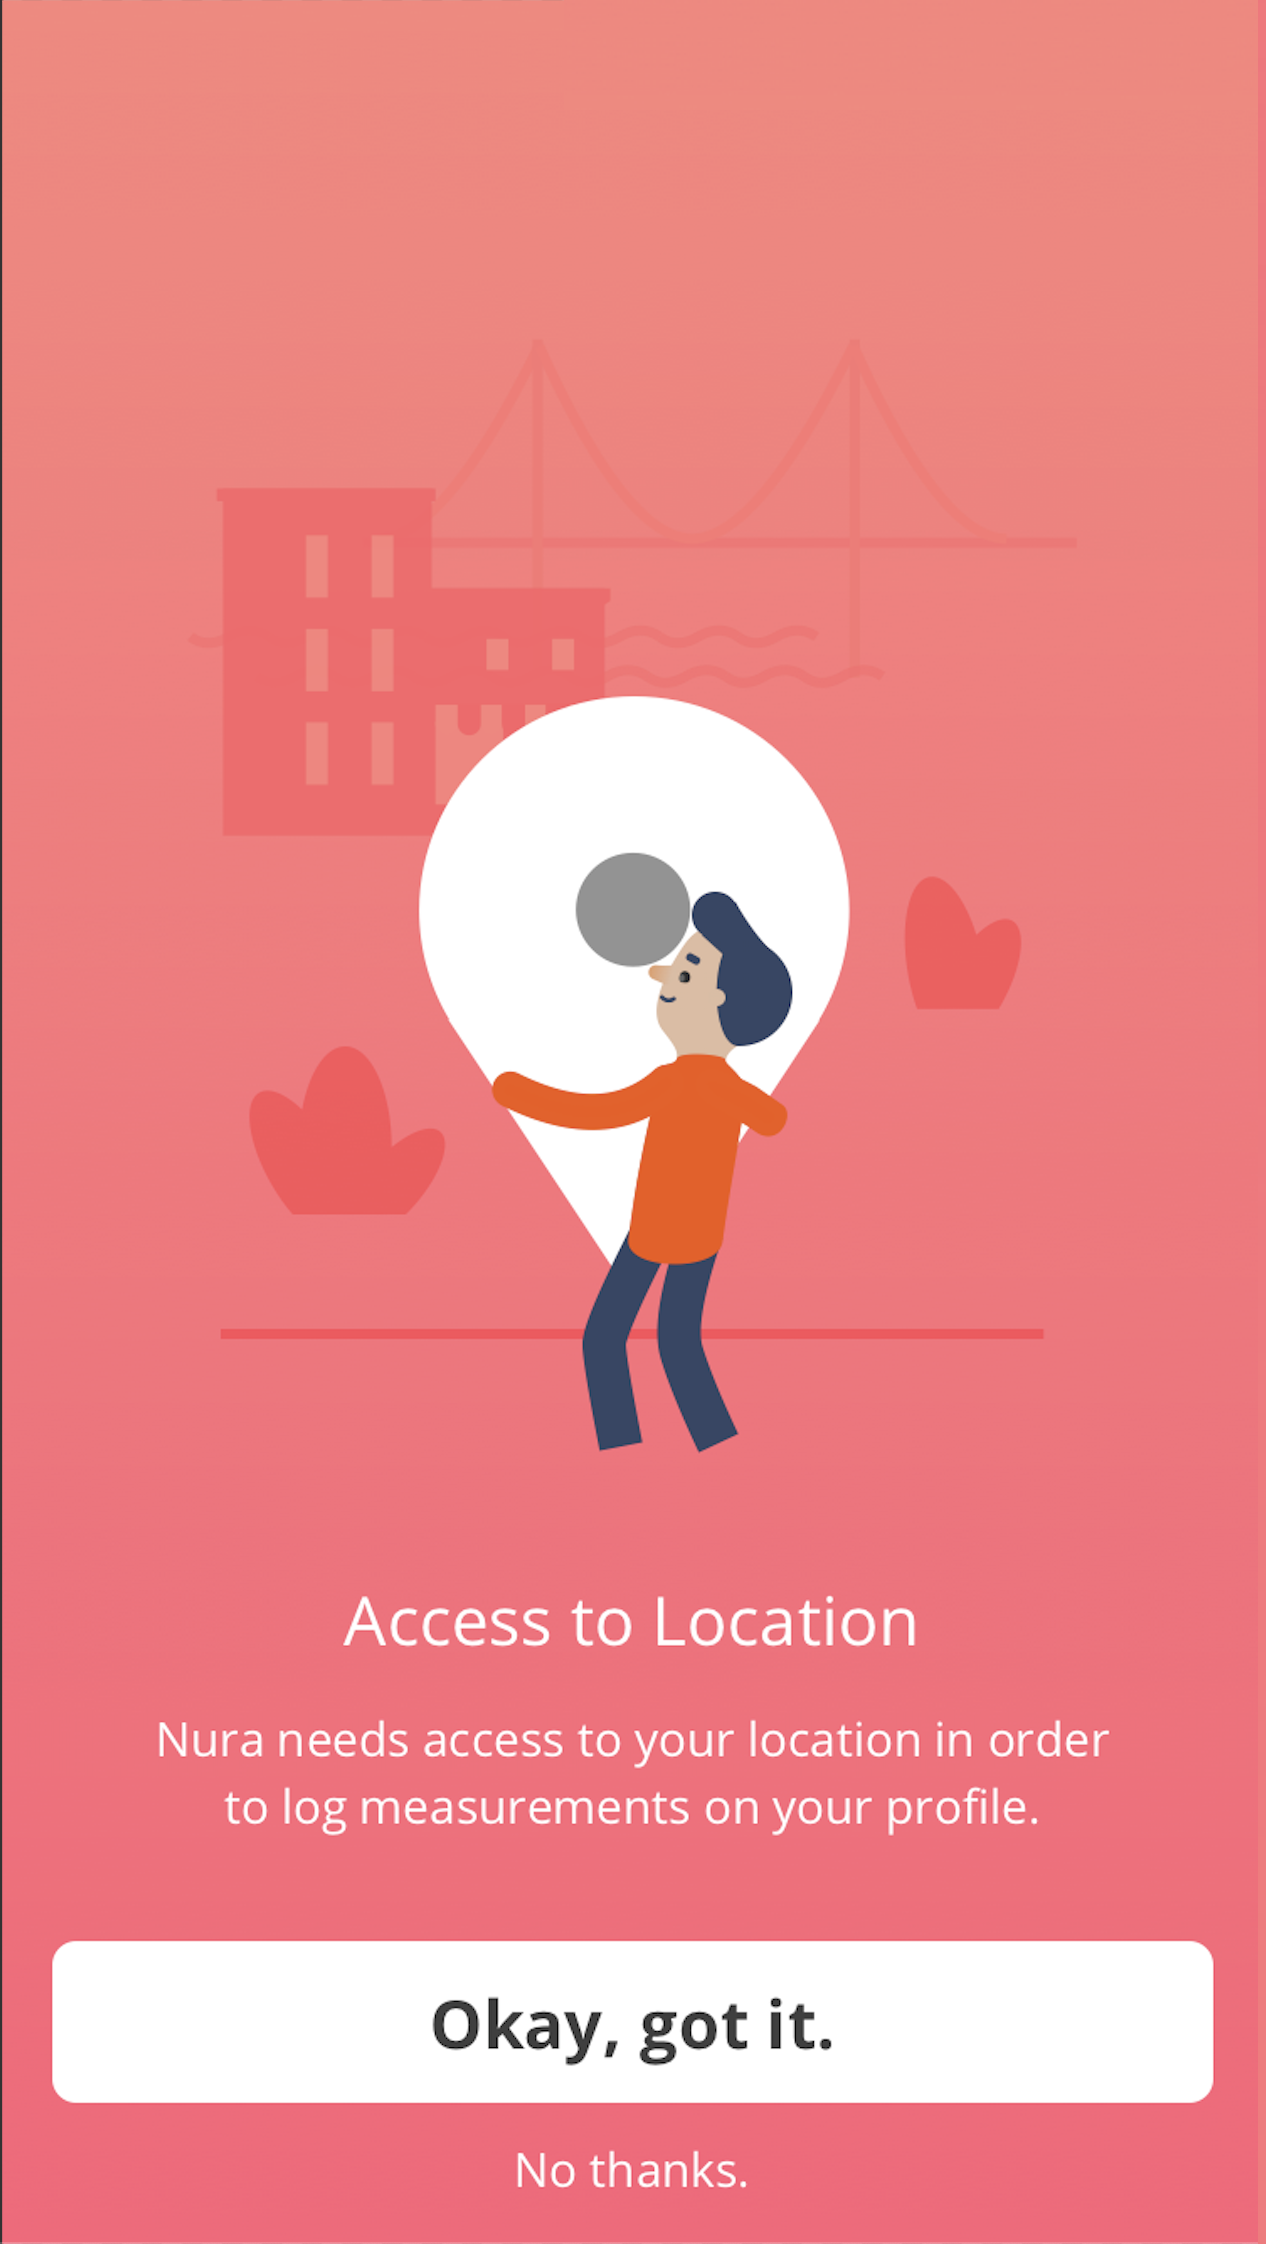 Access to Location
Nura needs access to your location in order
to log measurements on your profile.
Okay, got it.
No thanks.